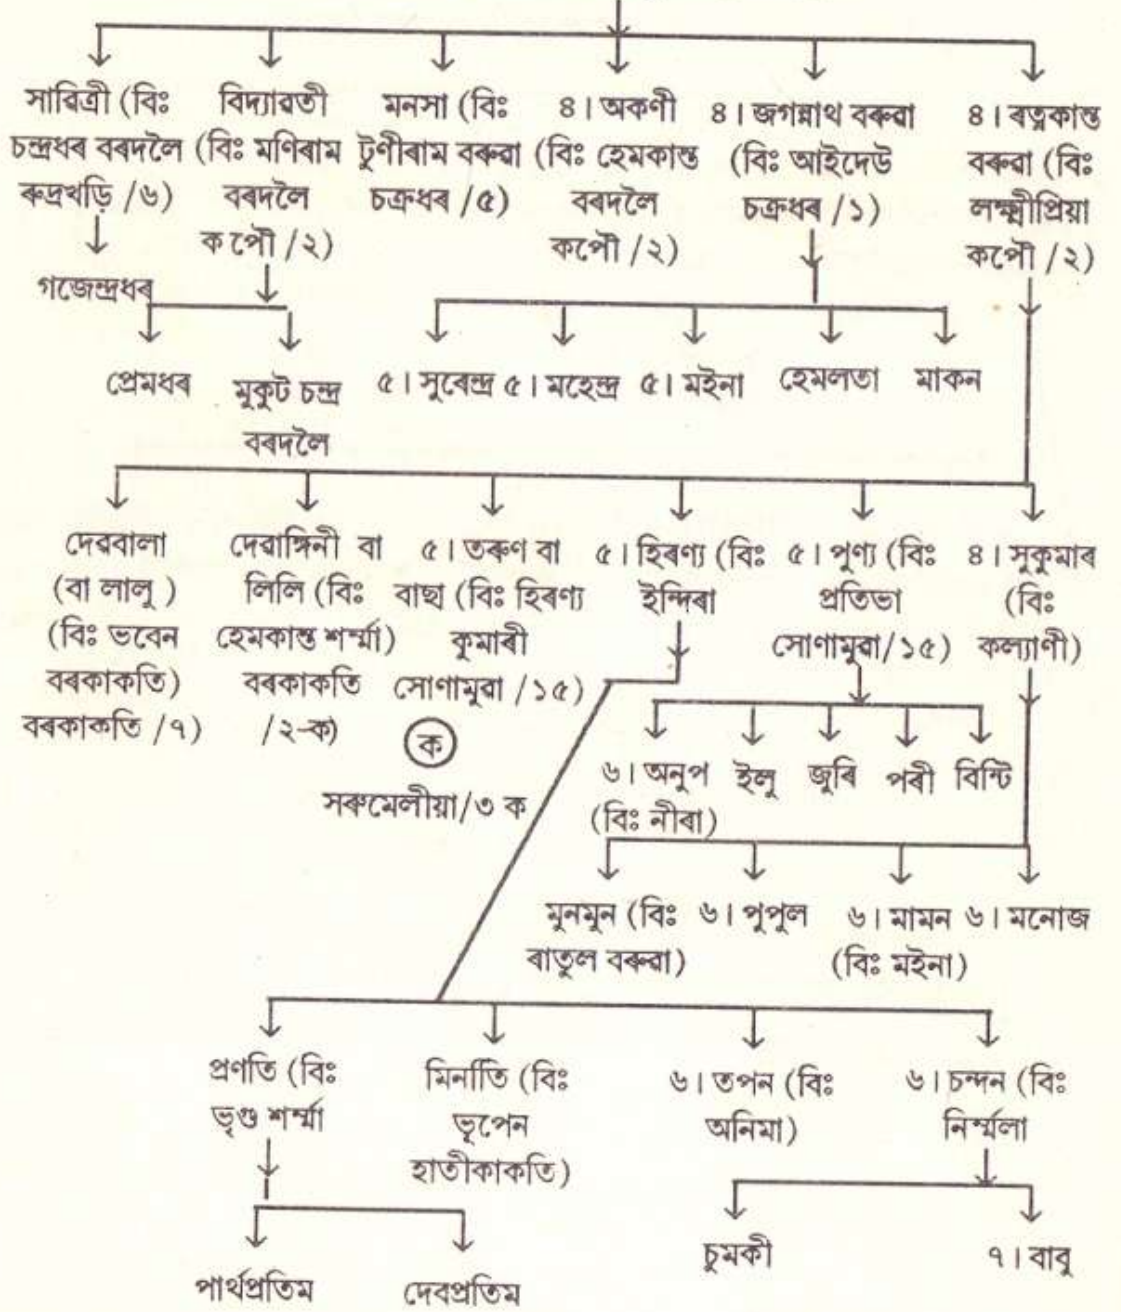 সাৱিত্ৰী (বিঃ বিদ্যাৱতী মনসা (বিঃ ৪। অকণী ৪। জগন্নাথ বৰুৱা ৪। ৰত্নকান্ত
চন্দ্ৰধৰ বৰদলৈ (বিঃ মণিৰাম টুণীৰাম বৰুৱা (বিঃ হেমকান্ত (বিঃ আইদেউ বৰুৱা (বিঃ
ৰুদ্ৰখড়ি /৬) বৰদলৈ চক্ৰধৰ /৫) বৰদলৈ চক্ৰধৰ /১) লক্ষ্মীপ্ৰিয়া
কপৌ /২) কপৌ /২) কপৌ /২)
গজেন্দ্ৰধৰ
প্ৰেমধৰ মুকুট চন্দ্ৰ ৫। সুৰেন্দ্ৰ ৫। মহেন্দ্ৰ ৫। মইনা হেমলতা মাকন
বৰদলৈ
দেৱবালা দেৱাঙ্গিনী বা ৫। তৰুণ বা ৫। হিৰণ্য (বিঃ ৫। পুণ্য (বিঃ ৪। সুকুমাৰ
(বা লালু ) লিলি (বিঃ বাছা (বিঃ হিৰণ্য ইন্দিৰা প্ৰতিভা (বিঃ
(বিঃ ভবেন হেমকান্ত শৰ্ম্মা) কুমাৰী সোণামুৱা/১৫) কল্যাণী)
বৰকাকতি) বৰকাকতি সোণামুৱা /১৫)
বৰকাকতি /৭) /২-ক) ক
৬। অনুপ ইলু জুৰি পৰী বিন্টি
সৰুমেলীয়া/৩ ক (বিঃ নীৰা)
মুনমুন (বিঃ ৬। পুপুল ৬। মামন ৬। মনোজ
ৰাতুল বৰুৱা) (বিঃ মইনা)
প্ৰণতি (বিঃ মিনতি (বিঃ ৬। তপন (বিঃ ৬। চন্দন (বিঃ
ভৃগু শৰ্ম্মা ভূপেন অনিমা) নিৰ্ম্মলা
হাতীকাকতি)
চুমকী ৭। বাবু
পাৰ্থপ্ৰতিম দেবপ্ৰতিম